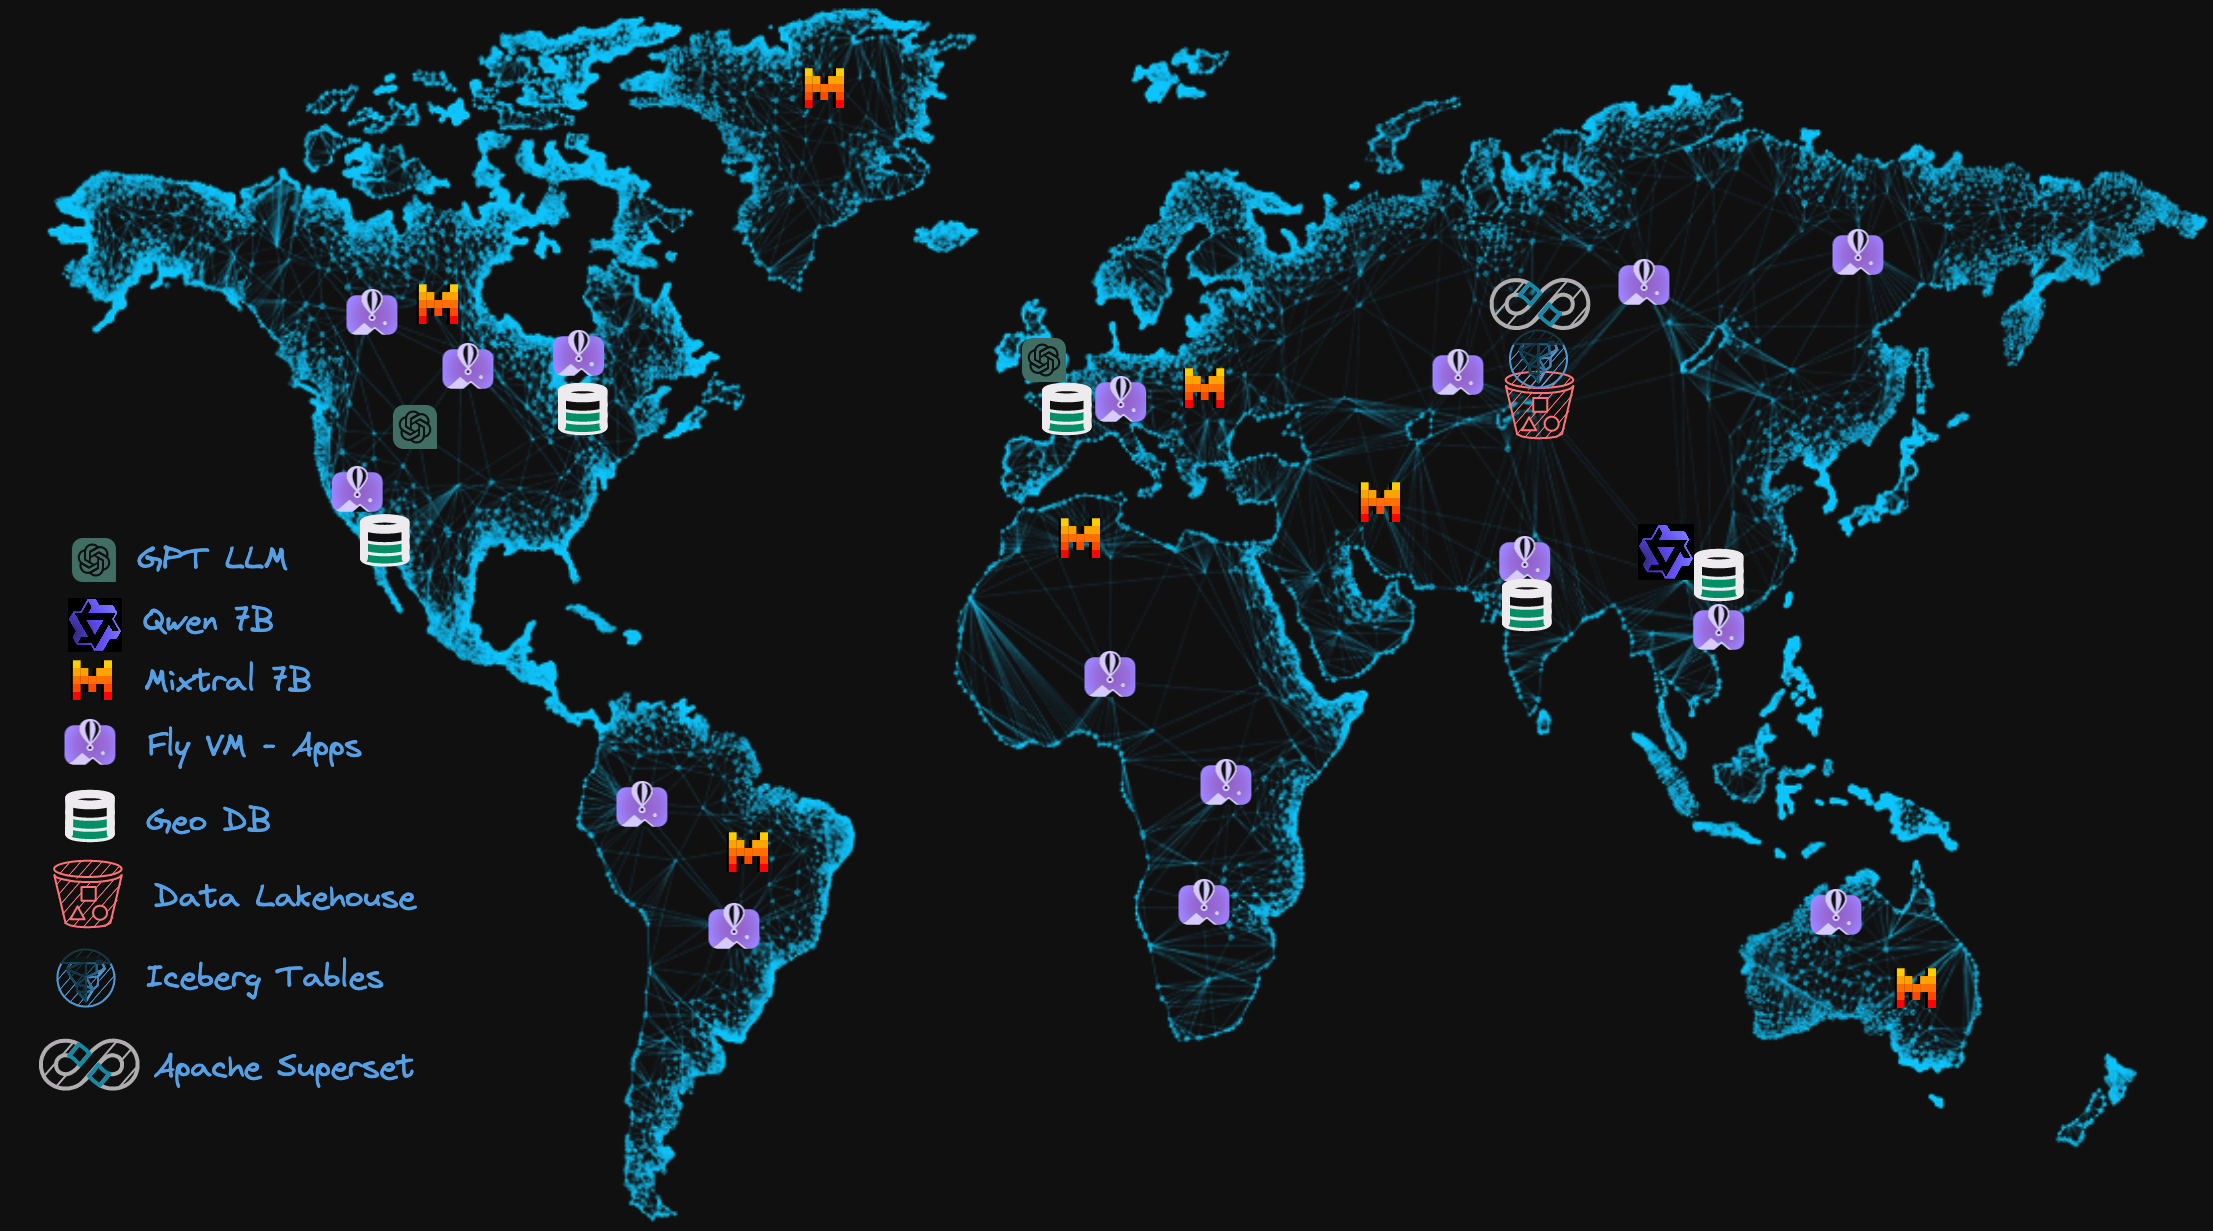 GPT LLM
Qwen 7B
Mixtral 7B
Fly VM - Apps
Geo DB
Data Lakehouse
Iceberg Tables
Apache Superset